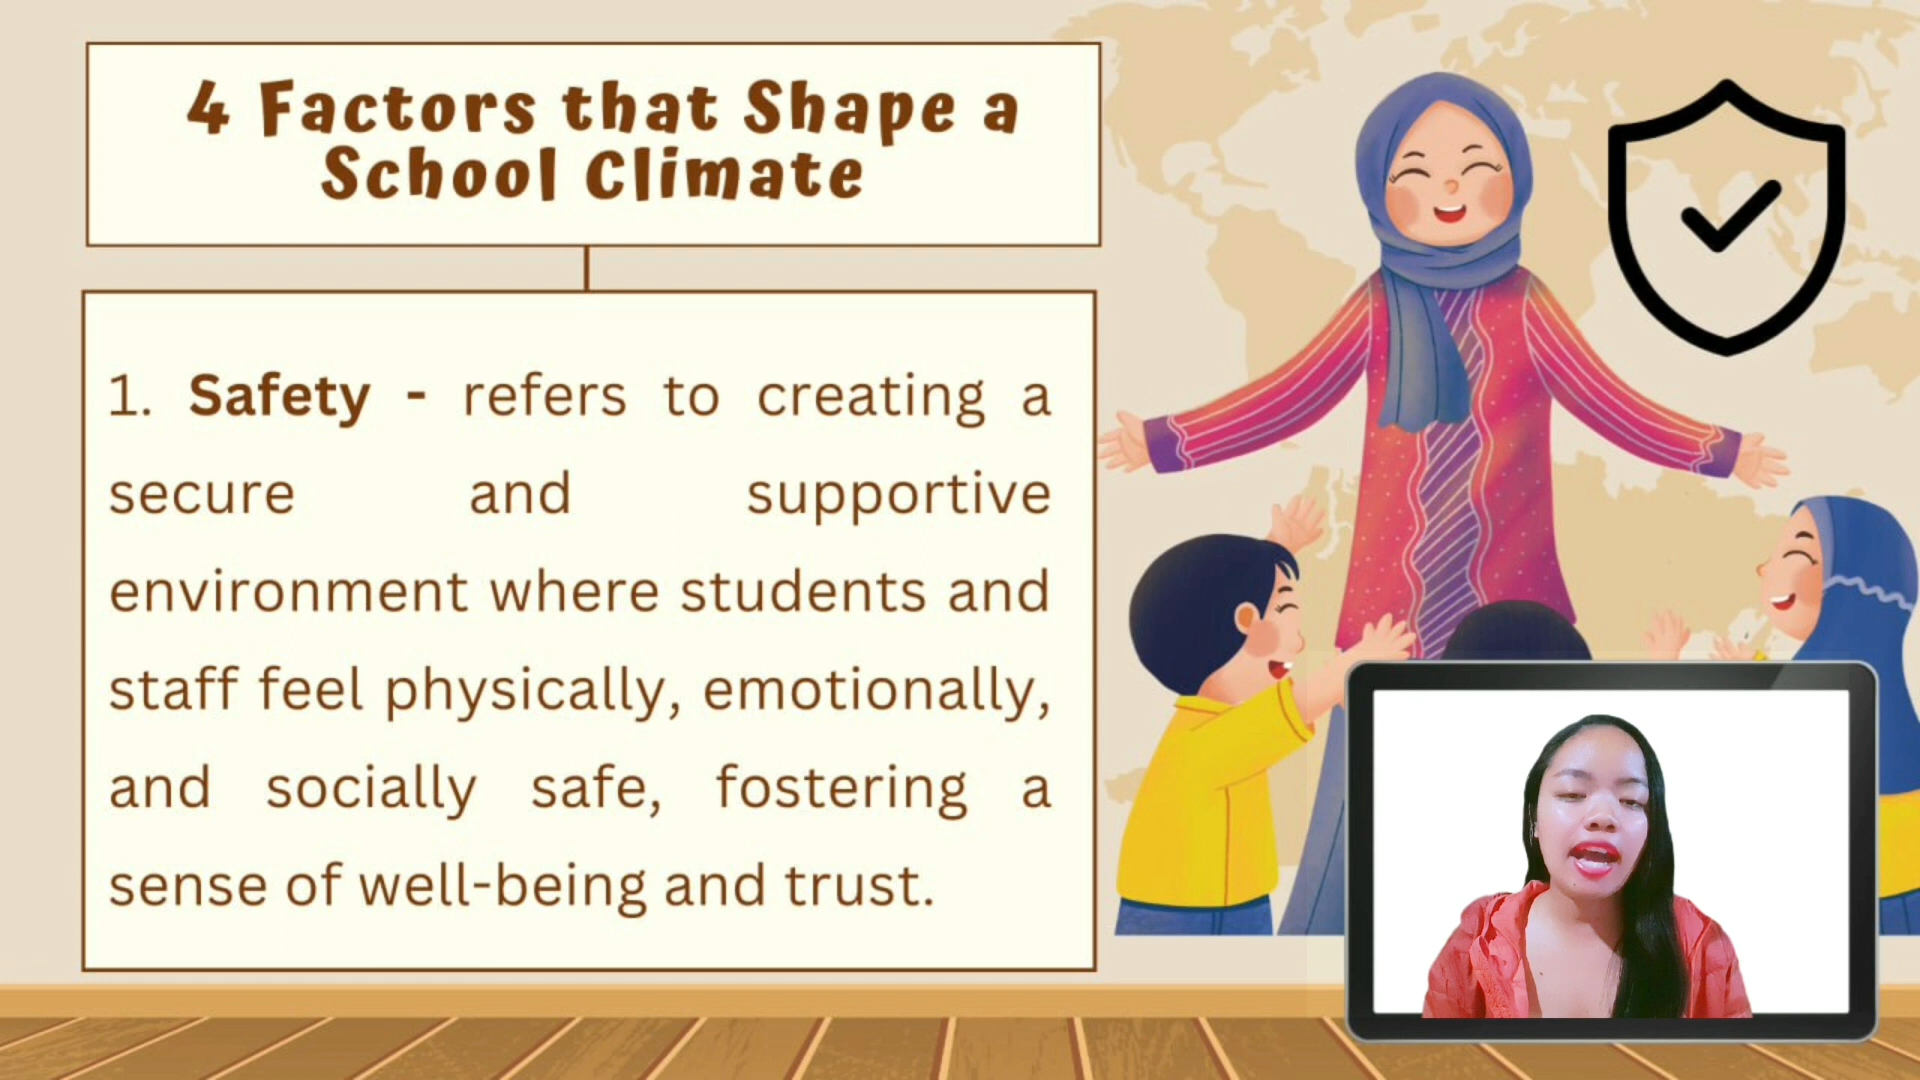 4 Factors that Shape a
School Climate
1. Safety - refers to creating a
secure and supportive
environment where students and
staff feel physically, emotionally,
and socially safe, fostering a
sense of well-being and trust.